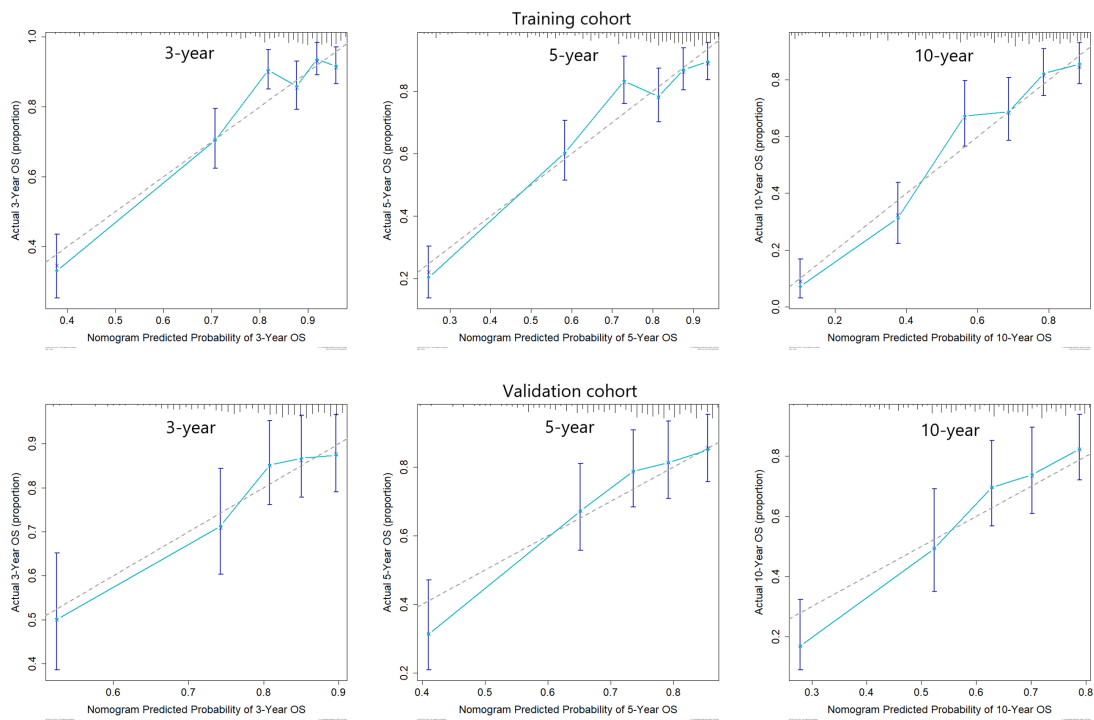 Training cohort
3-year
Actual 3-Year OS (proportion)
1.0
0.8
0.6
0.4
0.4 0.5 0.6 0.7 0.8 0.9
Nomogram Predicted Probability of 3-Year OS
5-year
Actual 5-Year OS (proportion)
0.8
0.6
0.4
0.2
0.3 0.4 0.5 0.6 0.7 0.8 0.9
Nomogram Predicted Probability of 5-Year OS
10-year
Actual 10-Year OS (proportion)
0.8
0.6
0.4
0.2
0.0
0.2 0.4 0.6 0.8
Nomogram Predicted Probability of 10-Year OS
Validation cohort
3-year
Actual 3-Year OS (proportion)
0.9
0.8
0.7
0.6
0.5
0.4
0.6 0.7 0.8 0.9
Nomogram Predicted Probability of 3-Year OS
5-year
Actual 5-Year OS (proportion)
0.8
0.6
0.4
0.2
0.4 0.5 0.6 0.7 0.8
Nomogram Predicted Probability of 5-Year OS
10-year
Actual 10-Year OS (proportion)
0.8
0.6
0.4
0.2
0.3 0.4 0.5 0.6 0.7 0.8
Nomogram Predicted Probability of 10-Year OS